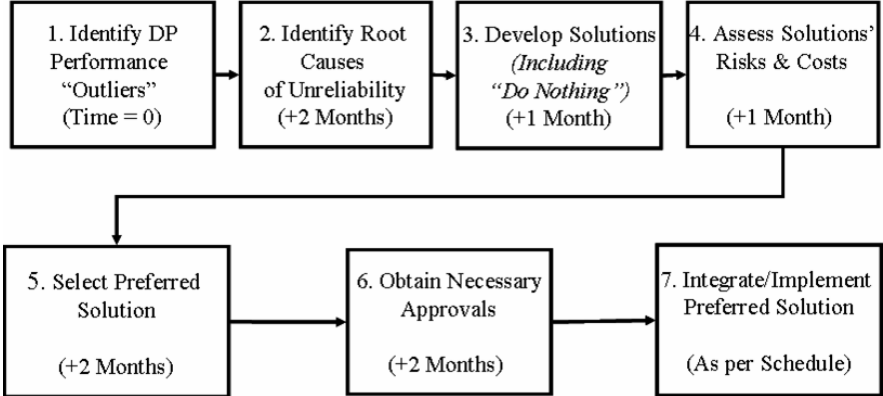 1. Identify DP
Performance
“Outliers”
(Time = 0)
2. Identify Root
Causes
of Unreliability
(+2 Months)
3. Develop Solutions
(Including
“Do Nothing”)
(+1 Month)
4. Assess Solutions’
Risks & Costs
(+1 Month)
5. Select Preferred
Solution
(+2 Months)
6. Obtain Necessary
Approvals
(+2 Months)
7. Integrate/Implement
Preferred Solution
(As per Schedule)